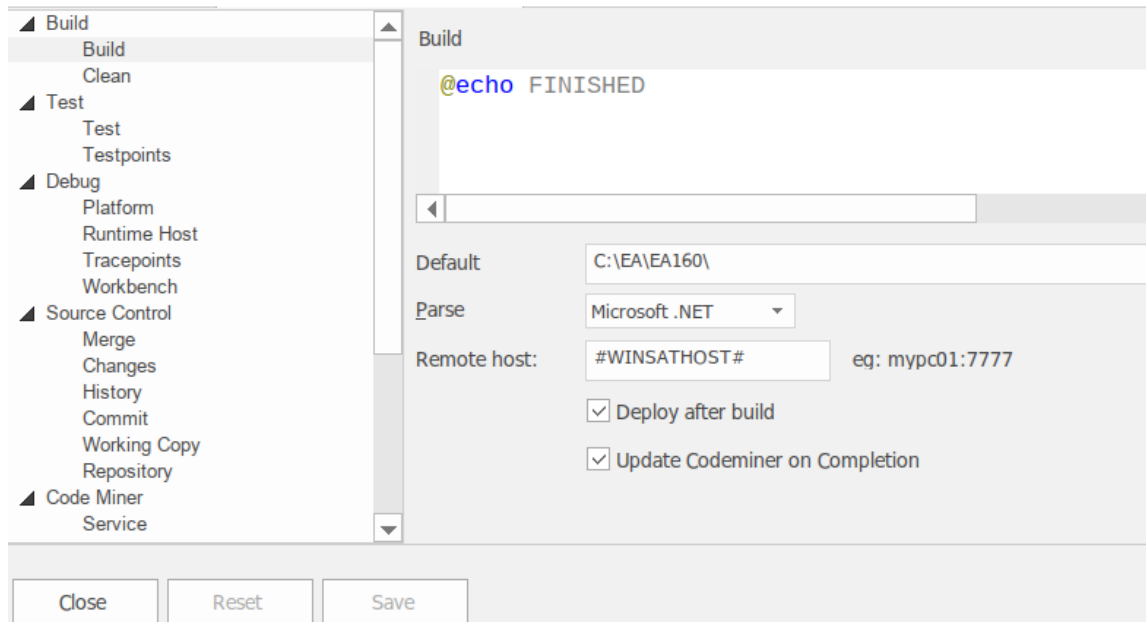 Build
Build
Clean
Test
Test
Testpoints
Debug
Platform
Runtime Host
Tracepoints
Workbench
Source Control
Merge
Changes
History
Commit
Working Copy
Repository
Code Miner
Service
Build
@echo FINISHED
Default C:\EA\EA160\
Parse Microsoft .NET
Remote host: #WINSATHOST# eg: mypc01:7777
Deploy after build
Update Codeminer on Completion
Close Reset Save